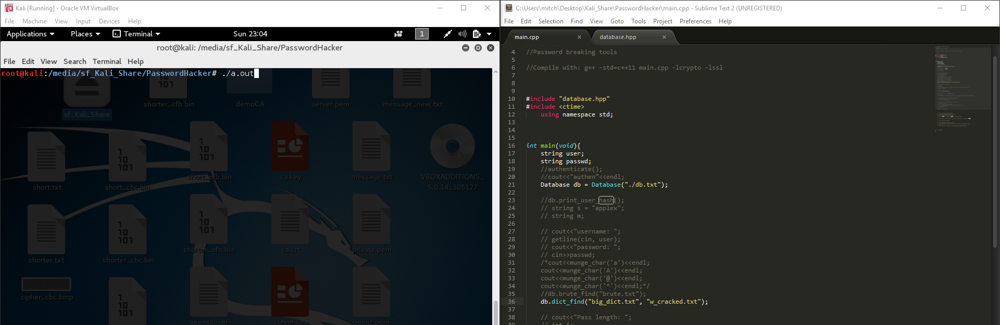 Kali [Running] - Oracle VM VirtualBox
File Machine View Input Devices Help
Applications Places Terminal Sun 23:04 1
root@kali: /media/sf_Kali_Share/PasswordHacker
File Edit View Search Terminal Help
root@kali:/media/sf_Kali_Share/PasswordHacker# ./a.out
shorter_cfb.bin demoCA server.pem message_new.txt
sf_Kali_Share
short.txt short_cbc.bin short_ofb.bin ca.key message.txt VBOXADDITIONS_
5.0.14_105127
shorter.txt shorter_cbc.bin shorter_ofb.bin ca.crt private.pem
cipher_cbc.bmp
openssl.cnf server.key public.pem
C:\Users\mitch\Desktop\Kali_Share\PasswordHacker\main.cpp - Sublime Text 2 (UNREGISTERED)
File Edit Selection Find View Goto Tools Project Preferences Help
main.cpp × database.hpp ×
4 //Password breaking tools
5
6 //Compile with: g++ -std=c++11 main.cpp -lcrypto -lssl
7
8
9
10 #include "database.hpp"
11 #include <ctime>
12 using namespace std;
13
14
15
16 int main(void){
17 string user;
18 string passwd;
19 //authenticate();
20 //cout<<"authen"<<endl;
21 Database db = Database("./db.txt");
22
23 //db.print_user_hash();
24 // string s = "applex";
25 // string m;
26
27 // cout<<"username: ";
28 // getline(cin, user);
29 // cout<<"password: ";
30 // cin>>passwd;
31 /*cout<<munge_char('a')<<endl;
32 cout<<munge_char('A')<<endl;
33 cout<<munge_char('@')<<endl;
34 cout<<munge_char('^')<<endl;*/
35 //db.brute_find("brute.txt");
36 db.dict_find("big_dict.txt", "w_cracked.txt");
37
38 // cout<<"Pass length: ";
39 // int i;